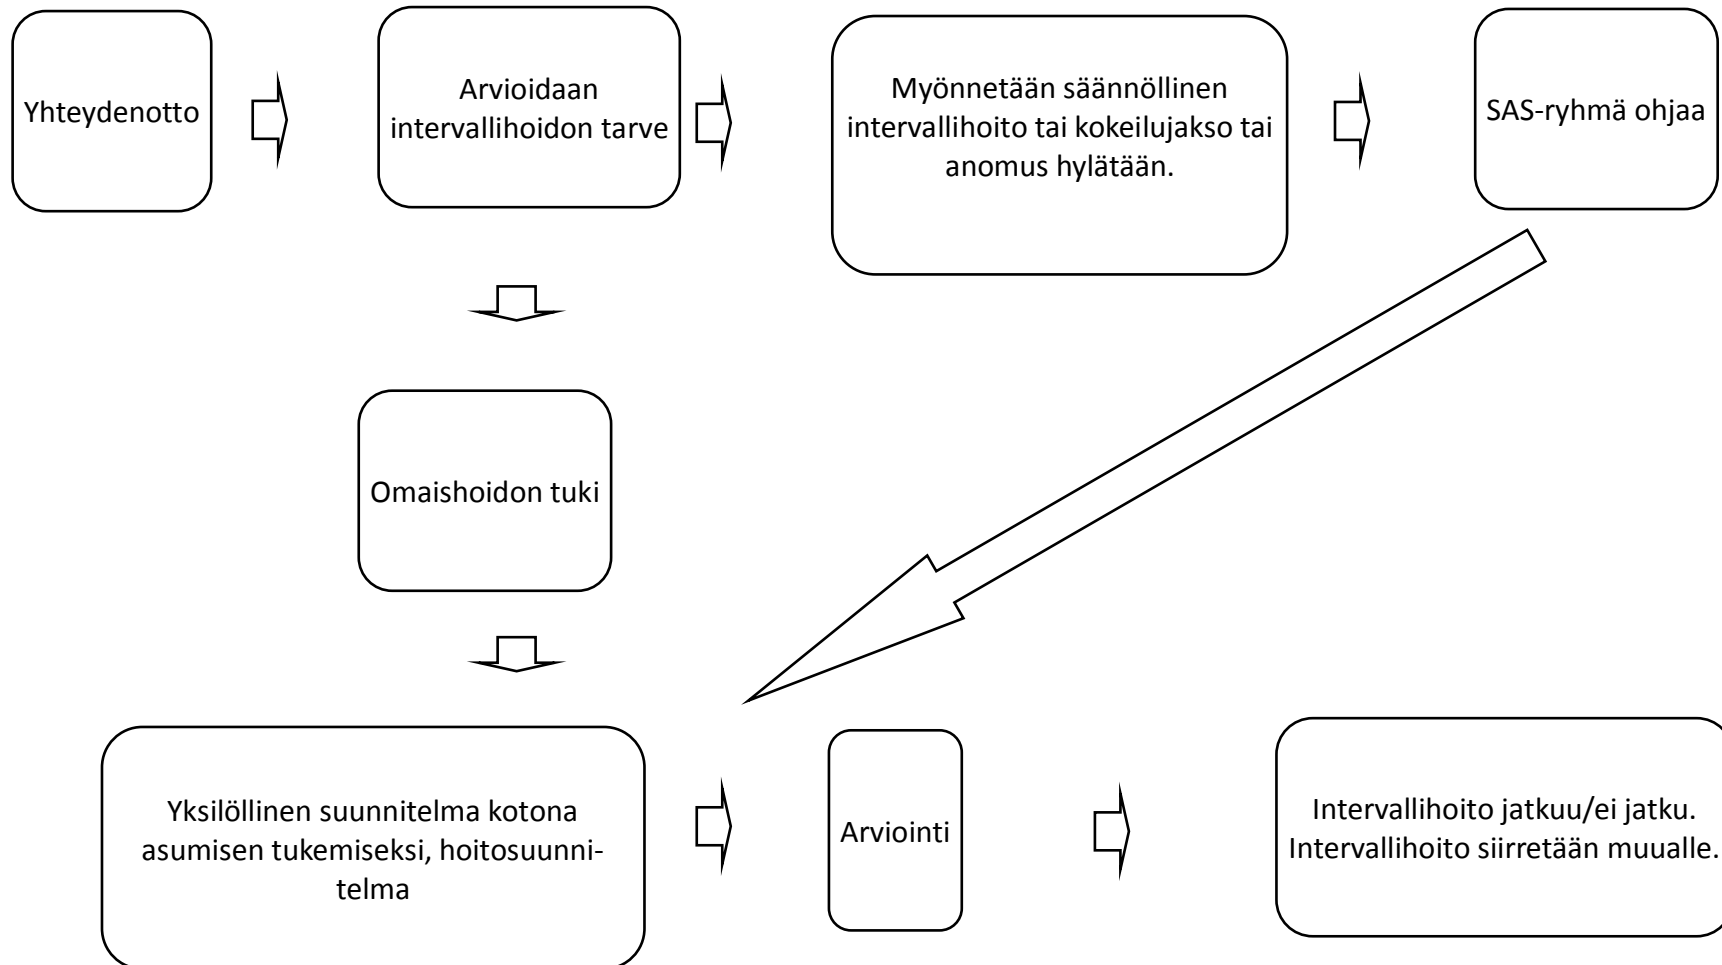 Yhteydenotto
Arvioidaan
intervallihoidon tarve
Myönnetään säännöllinen
intervallihoito tai kokeilujakso tai
anomus hylätään.
SAS-ryhmä ohjaa
Omaishoidon tuki
Yksilöllinen suunnitelma kotona
asumisen tukemiseksi, hoitosuunni-
telma
Arviointi
Intervallihoito jatkuu/ei jatku.
Intervallihoito siirretään muualle.